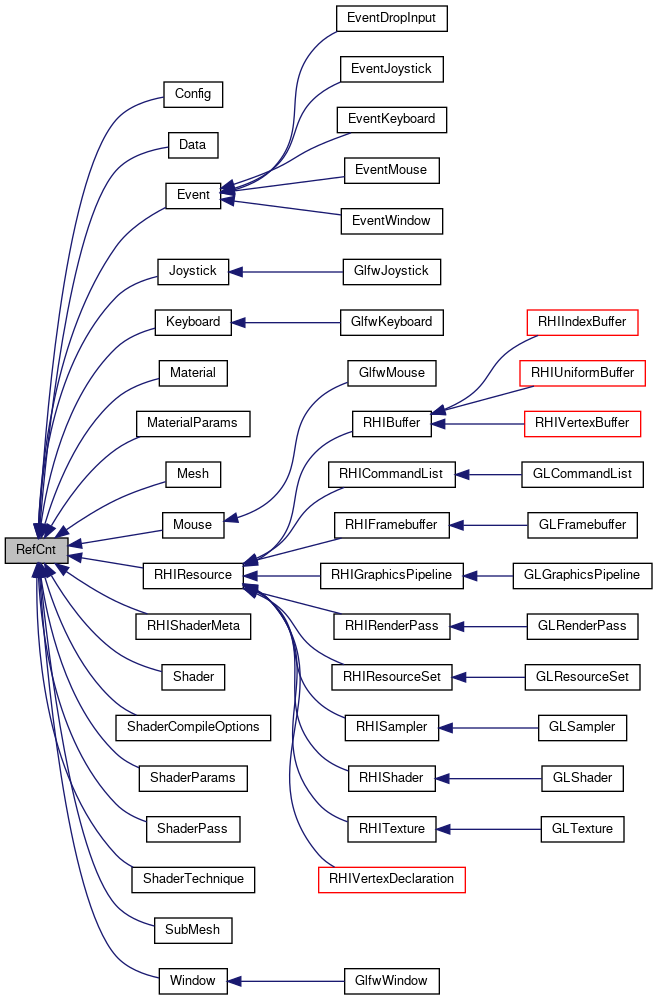 EventDropInput
EventJoystick
Config
EventKeyboard
Data
EventMouse
Event
EventWindow
Joystick
GlfwJoystick
Keyboard
GlfwKeyboard
RHIIndexBuffer
Material
GlfwMouse
RHIUniformBuffer
MaterialParams
RHIBuffer
RHIVertexBuffer
Mesh
RHICommandList
GLCommandList
Mouse
RHIFramebuffer
GLFramebuffer
RefCnt
RHIResource
RHIGraphicsPipeline
GLGraphicsPipeline
RHIShaderMeta
RHIRenderPass
GLRenderPass
Shader
RHIResourceSet
GLResourceSet
ShaderCompileOptions
RHISampler
GLSampler
ShaderParams
RHIShader
GLShader
ShaderPass
RHITexture
GLTexture
ShaderTechnique
RHIVertexDeclaration
SubMesh
Window
GlfwWindow